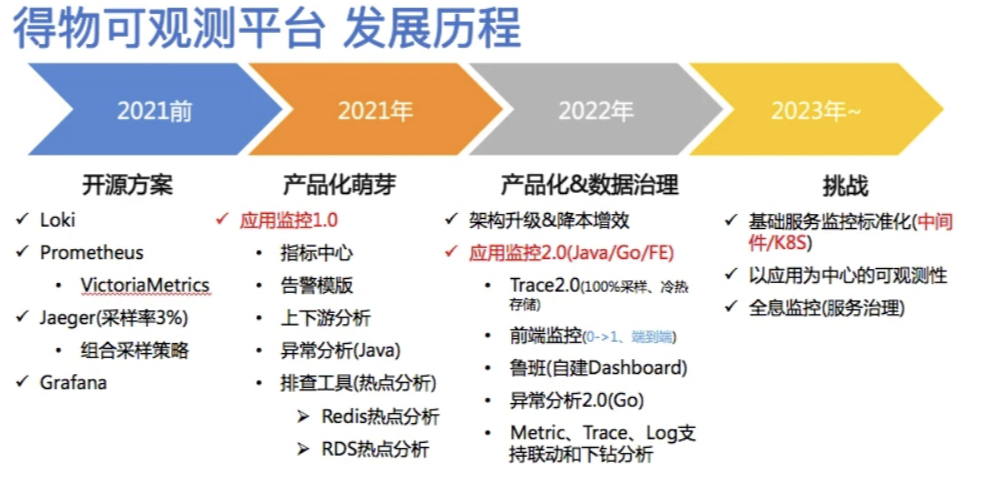 得物可观测平台 发展历程
2021前
2021年
2022年
2023年~
开源方案
✓ Loki
✓ Prometheus
• VictoriaMetrics
✓ Jaeger(采样率3%)
• 组合采样策略
✓ Grafana
产品化萌芽
✓ 应用监控1.0
• 指标中心
• 告警模版
• 上下游分析
• 异常分析(Java)
• 排查工具(热点分析)
➢ Redis热点分析
➢ RDS热点分析
产品化&数据治理
✓ 架构升级&降本增效
✓ 应用监控2.0(Java/Go/FE)
• Trace2.0(100%采样、冷热
存储)
• 前端监控(0->1、端到端)
• 鲁班(自建Dashboard)
• 异常分析2.0(Go)
• Metric、Trace、Log支
持联动和下钻分析
挑战
✓ 基础服务监控标准化(中间
件/K8S)
✓ 以应用为中心的可观测性
✓ 全息监控(服务治理)